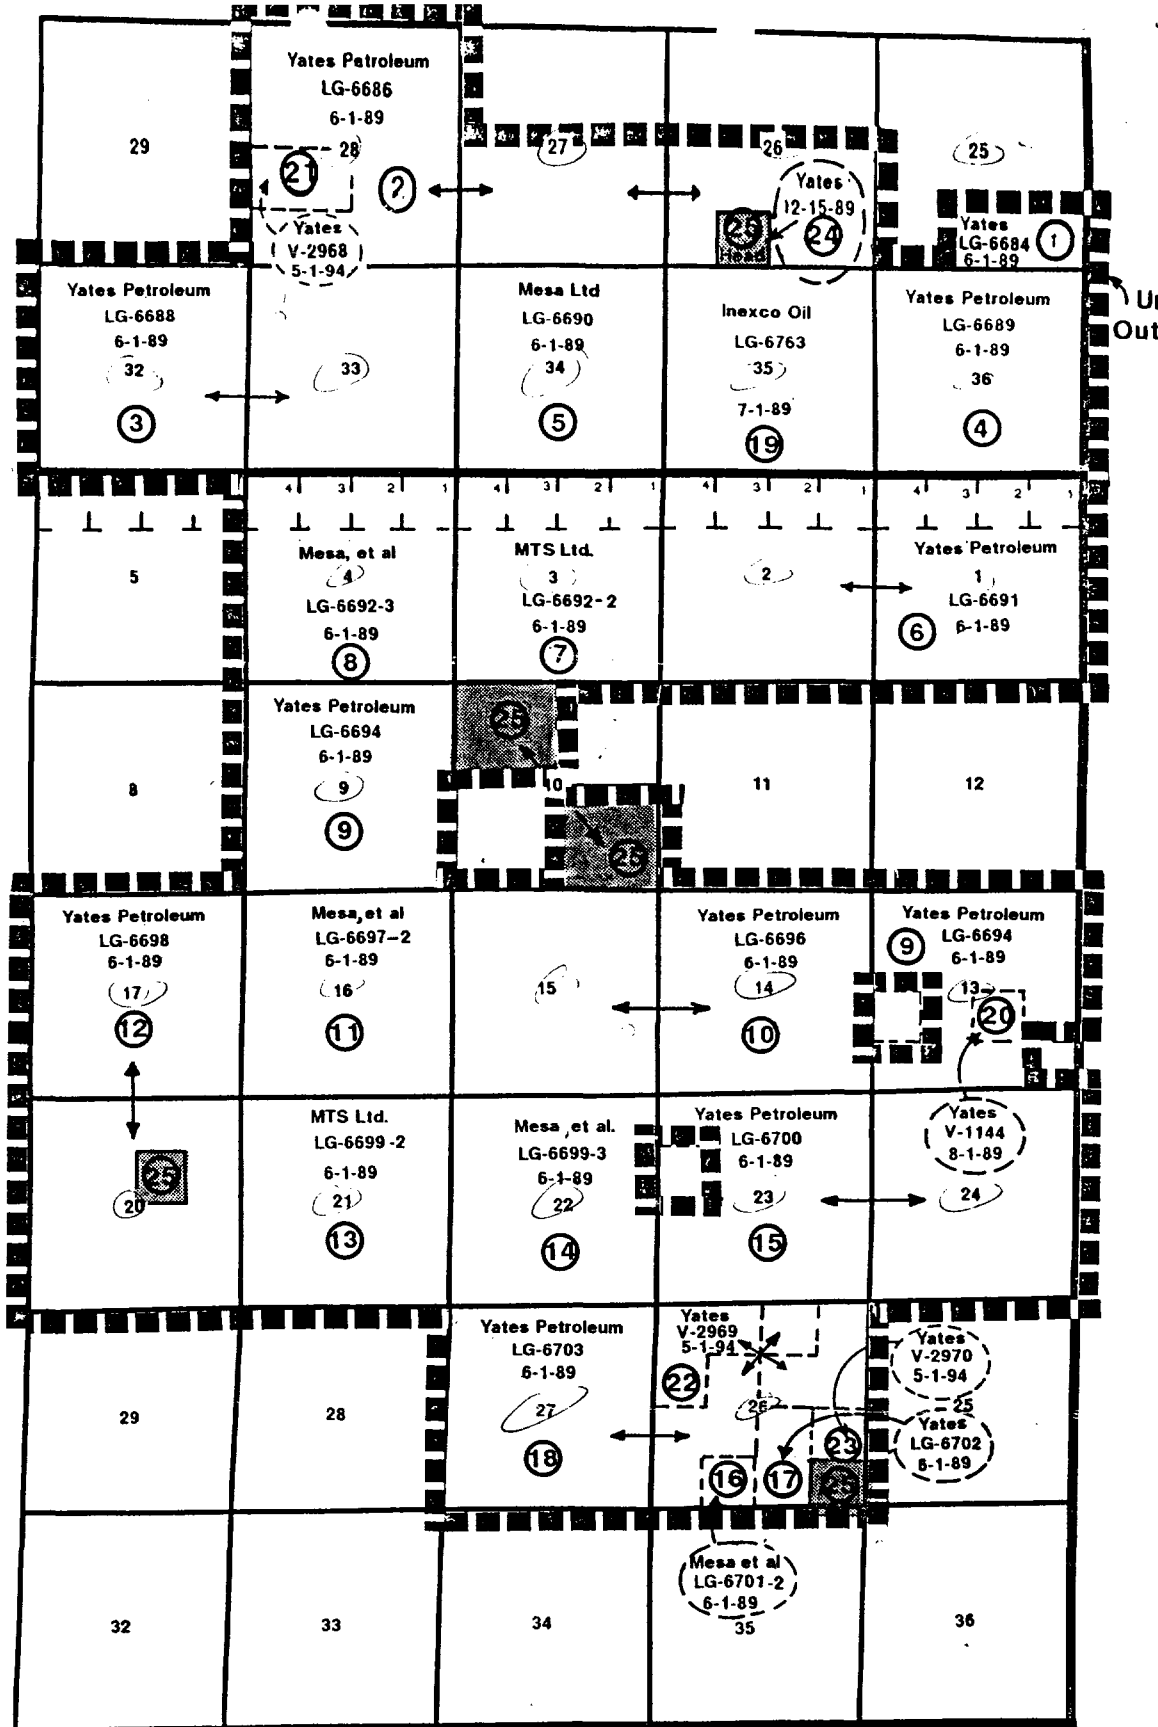 Yates Petroleum
LG-6686
6-1-89
29
28
27
26
25
21
2
Yates
12-15-89
25
24
Yates
LG-6684
6-1-89
1
Yates
V-2968
5-1-94
Yates Petroleum
LG-6688
6-1-89
32
3
33
Mesa Ltd
LG-6690
6-1-89
34
5
Inexco Oil
LG-6763
35
7-1-89
19
Yates Petroleum
LG-6689
6-1-89
36
4
4 3 2 1
4 3 2 1
4 3 2 1
4 3 2 1
5
Mesa, et al
4
LG-6692-3
6-1-89
8
MTS Ltd.
3
LG-6692-2
6-1-89
7
2
Yates Petroleum
1
LG-6691
6-1-89
6
8
Yates Petroleum
LG-6694
6-1-89
9
9
25
10
25
11
12
Yates Petroleum
LG-6698
6-1-89
17
12
Mesa, et al
LG-6697-2
6-1-89
16
11
15
Yates Petroleum
LG-6696
6-1-89
14
10
Yates Petroleum
9
LG-6694
6-1-89
13
20
25
20
MTS Ltd.
LG-6699-2
6-1-89
21
13
Mesa, et al.
LG-6699-3
6-1-89
22
14
Yates Petroleum
LG-6700
6-1-89
23
15
Yates
V-1144
8-1-89
24
29
28
Yates Petroleum
LG-6703
6-1-89
27
18
Yates
V-2969
5-1-94
22
26
16
17
23
25
Yates
V-2970
5-1-94
25
Yates
LG-6702
6-1-89
Mesa et al
LG-6701-2
6-1-89
32
33
34
35
36